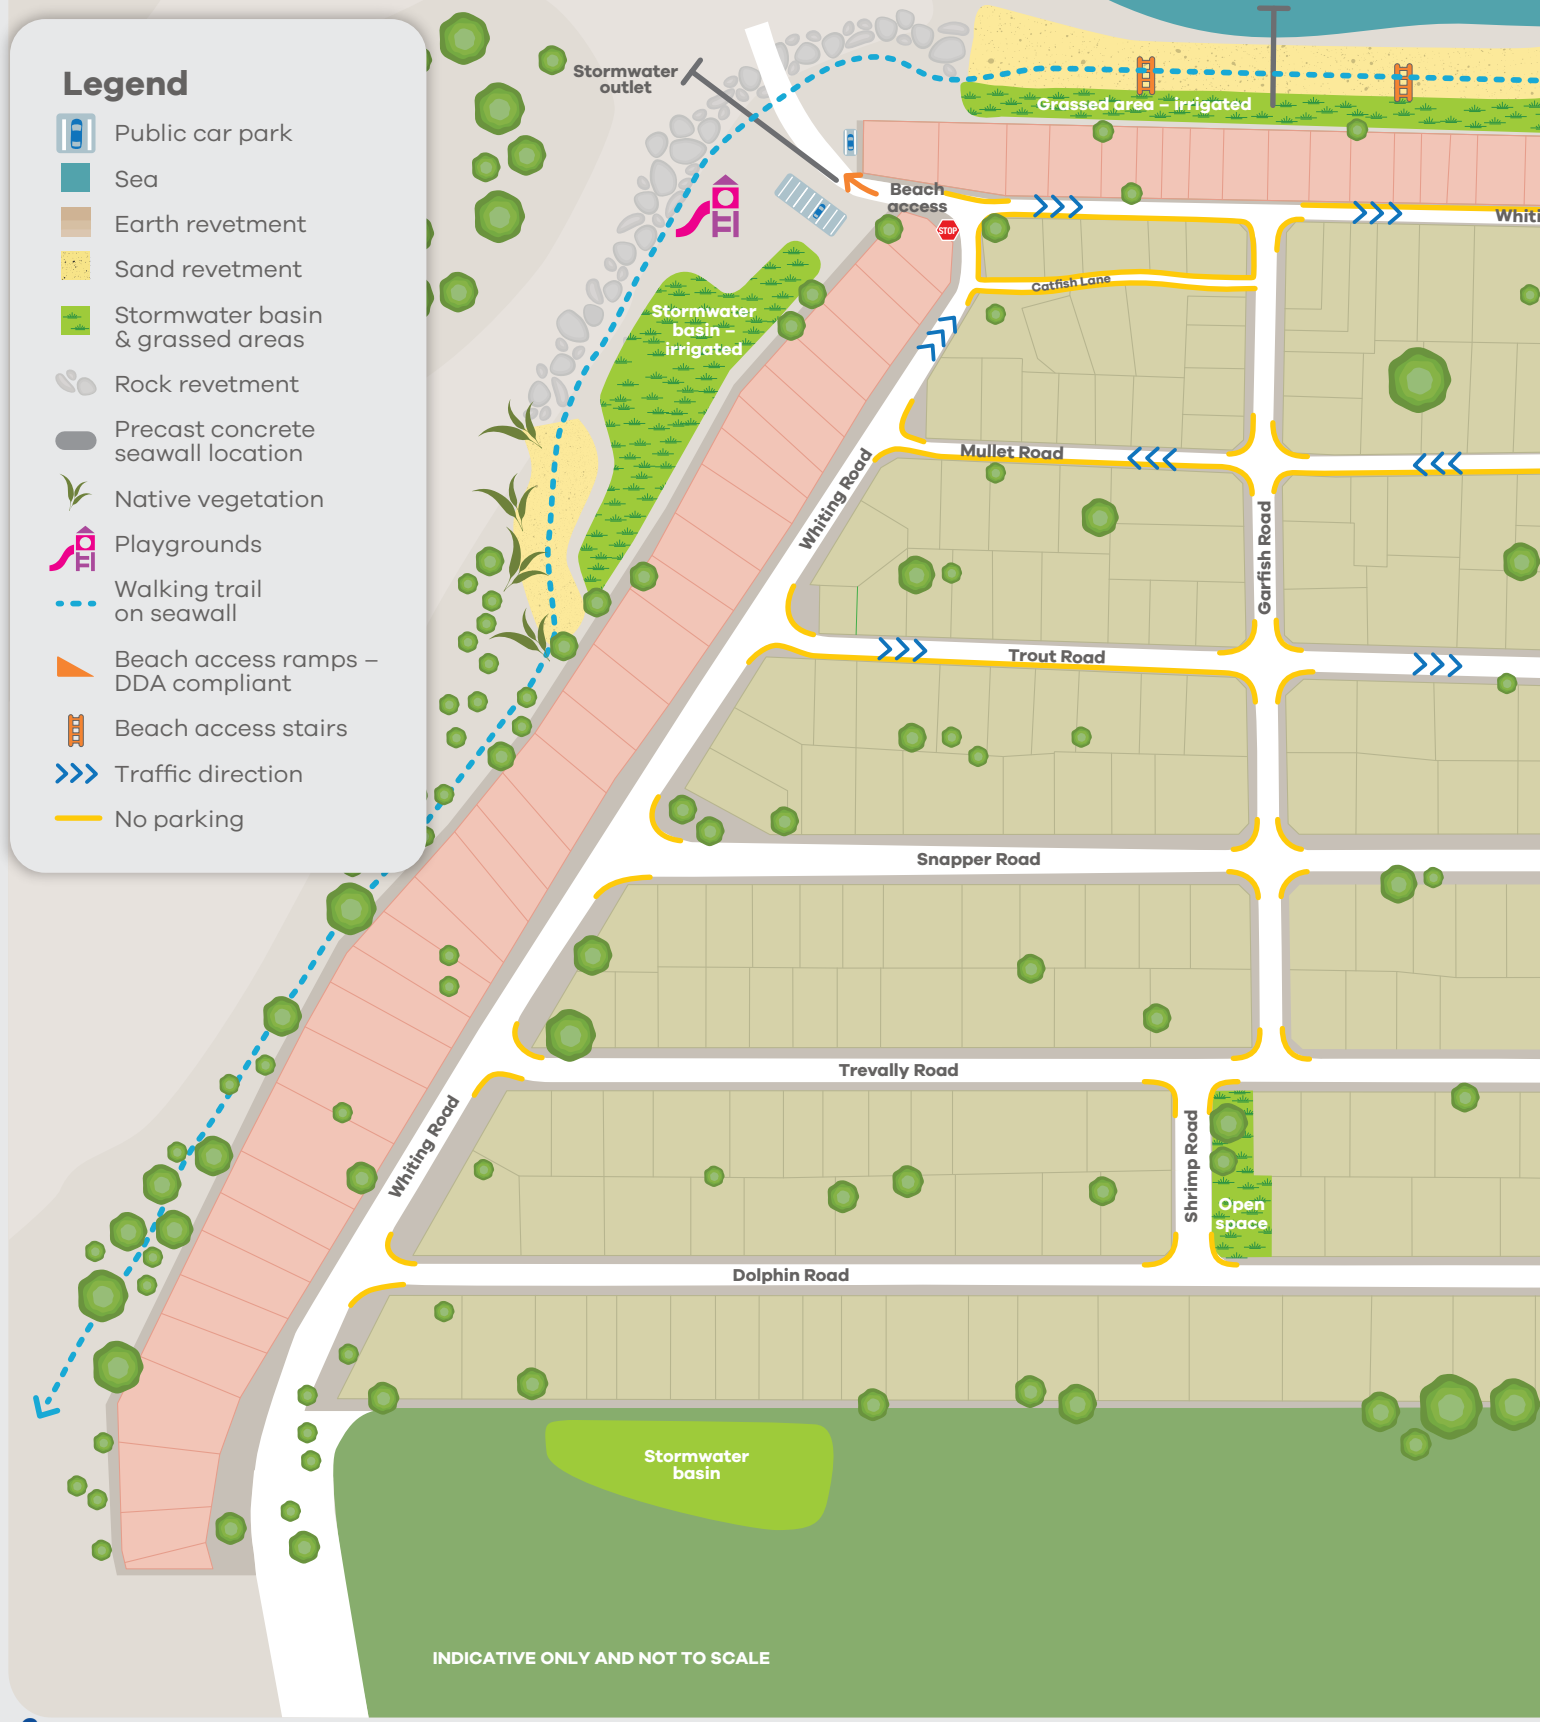 Legend
Public car park
Sea
Earth revetment
Sand revetment
Stormwater basin
& grassed areas
Rock revetment
Precast concrete
seawall location
Native vegetation
Playgrounds
Walking trail
on seawall
Beach access ramps –
DDA compliant
Beach access stairs
Traffic direction
No parking
Stormwater
outlet
Grassed area – irrigated
Beach
access
STOP
Whiti
Catfish Lane
Stormwater
basin –
irrigated
Mullet Road
Whiting Road
Garfish Road
Trout Road
Snapper Road
Trevally Road
Whiting Road
Shrimp Road
Open
space
Dolphin Road
Stormwater
basin
INDICATIVE ONLY AND NOT TO SCALE